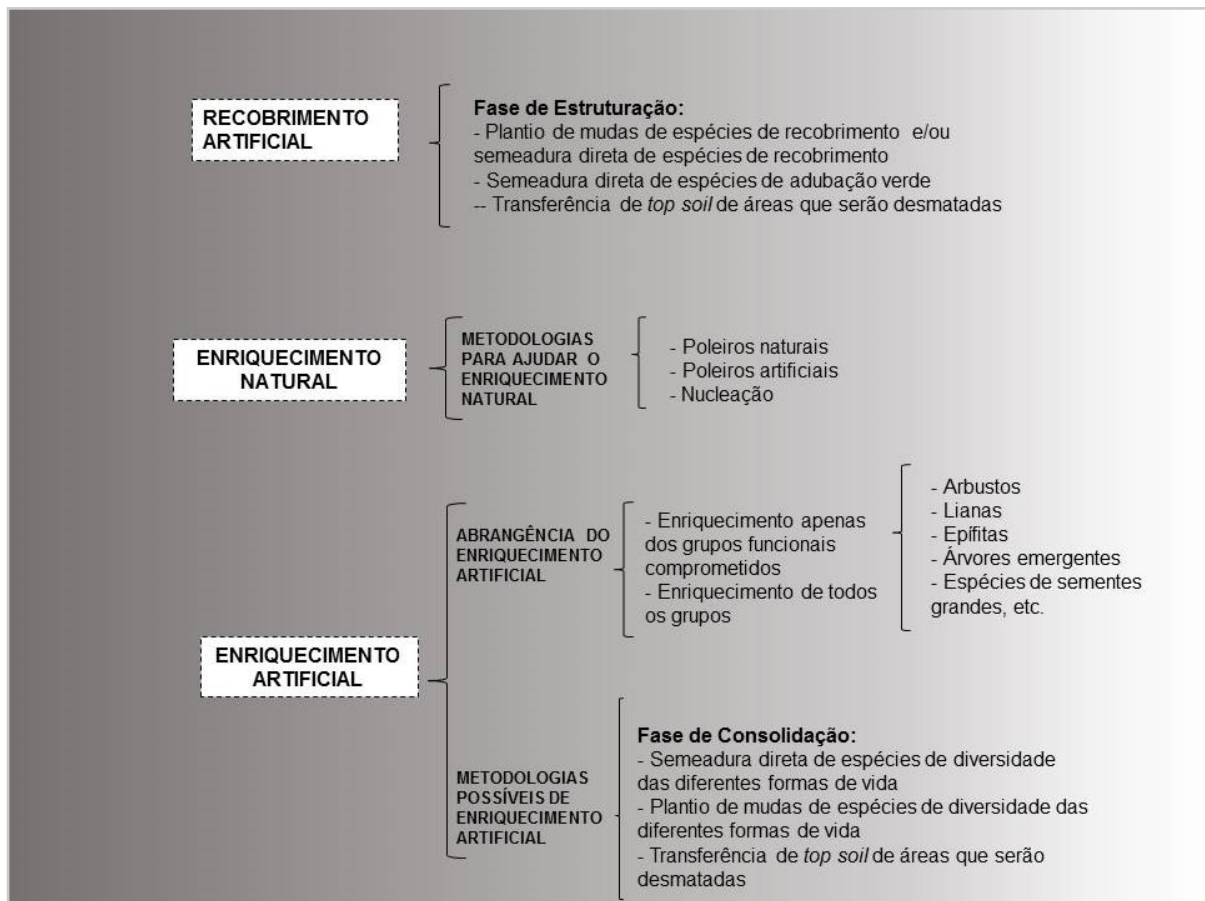 RECOBRIMENTO
ARTIFICIAL
Fase de Estruturação:
- Plantio de mudas de espécies de recobrimento e/ou
semeadura direta de espécies de recobrimento
- Semeadura direta de espécies de adubação verde
-- Transferência de top soil de áreas que serão desmatadas
ENRIQUECIMENTO
NATURAL
METODOLOGIAS
PARA AJUDAR O
ENRIQUECIMENTO
NATURAL
- Poleiros naturais
- Poleiros artificiais
- Nucleação
ENRIQUECIMENTO
ARTIFICIAL
ABRANGÊNCIA DO
ENRIQUECIMENTO
ARTIFICIAL
- Enriquecimento apenas
dos grupos funcionais
comprometidos
- Enriquecimento de todos
os grupos
- Arbustos
- Lianas
- Epífitas
- Árvores emergentes
- Espécies de sementes
grandes, etc.
METODOLOGIAS
POSSÍVEIS DE
ENRIQUECIMENTO
ARTIFICIAL
Fase de Consolidação:
- Semeadura direta de espécies de diversidade
das diferentes formas de vida
- Plantio de mudas de espécies de diversidade das
diferentes formas de vida
- Transferência de top soil de áreas que serão
desmatadas